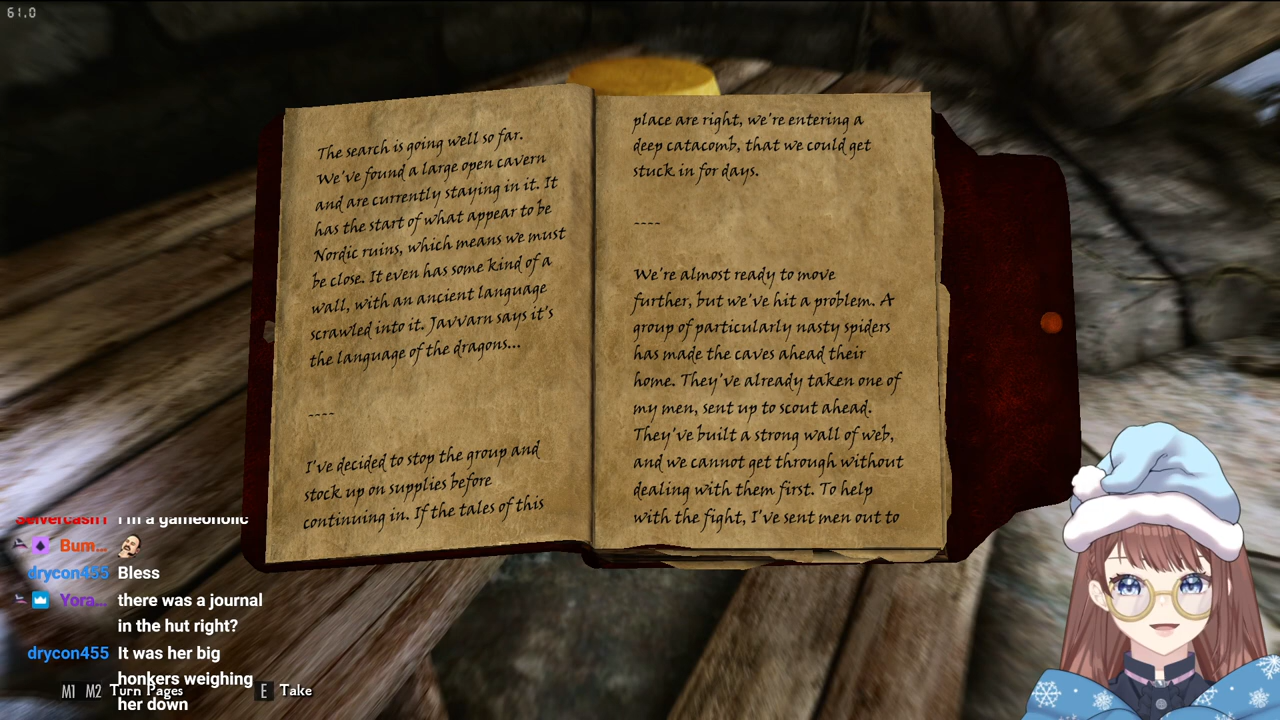 61.0
The search is going well so far.
We've found a large open cavern
and are currently staying in it. It
has the start of what appear to be
Nordic ruins, which means we must
be close. It even has some kind of a
wall, with an ancient language
scrawled into it. Javvarn says it's
the language of the dragons...
----
I've decided to stop the group and
stock up on supplies before
continuing in. If the tales of this
place are right, we're entering a
deep catacomb, that we could get
stuck in for days.
----
We're almost ready to move
further, but we've hit a problem. A
group of particularly nasty spiders
has made the caves ahead their
home. They've already taken one of
my men, sent up to scout ahead.
They've built a strong wall of web,
and we cannot get through without
dealing with them first. To help
with the fight, I've sent men out to
I'm a gameoholic
Bum...
drycon455 Bless
Yora... there was a journal
in the hut right?
drycon455 It was her big
honkers weighing
her down
M1 M2 Turn Pages E Take